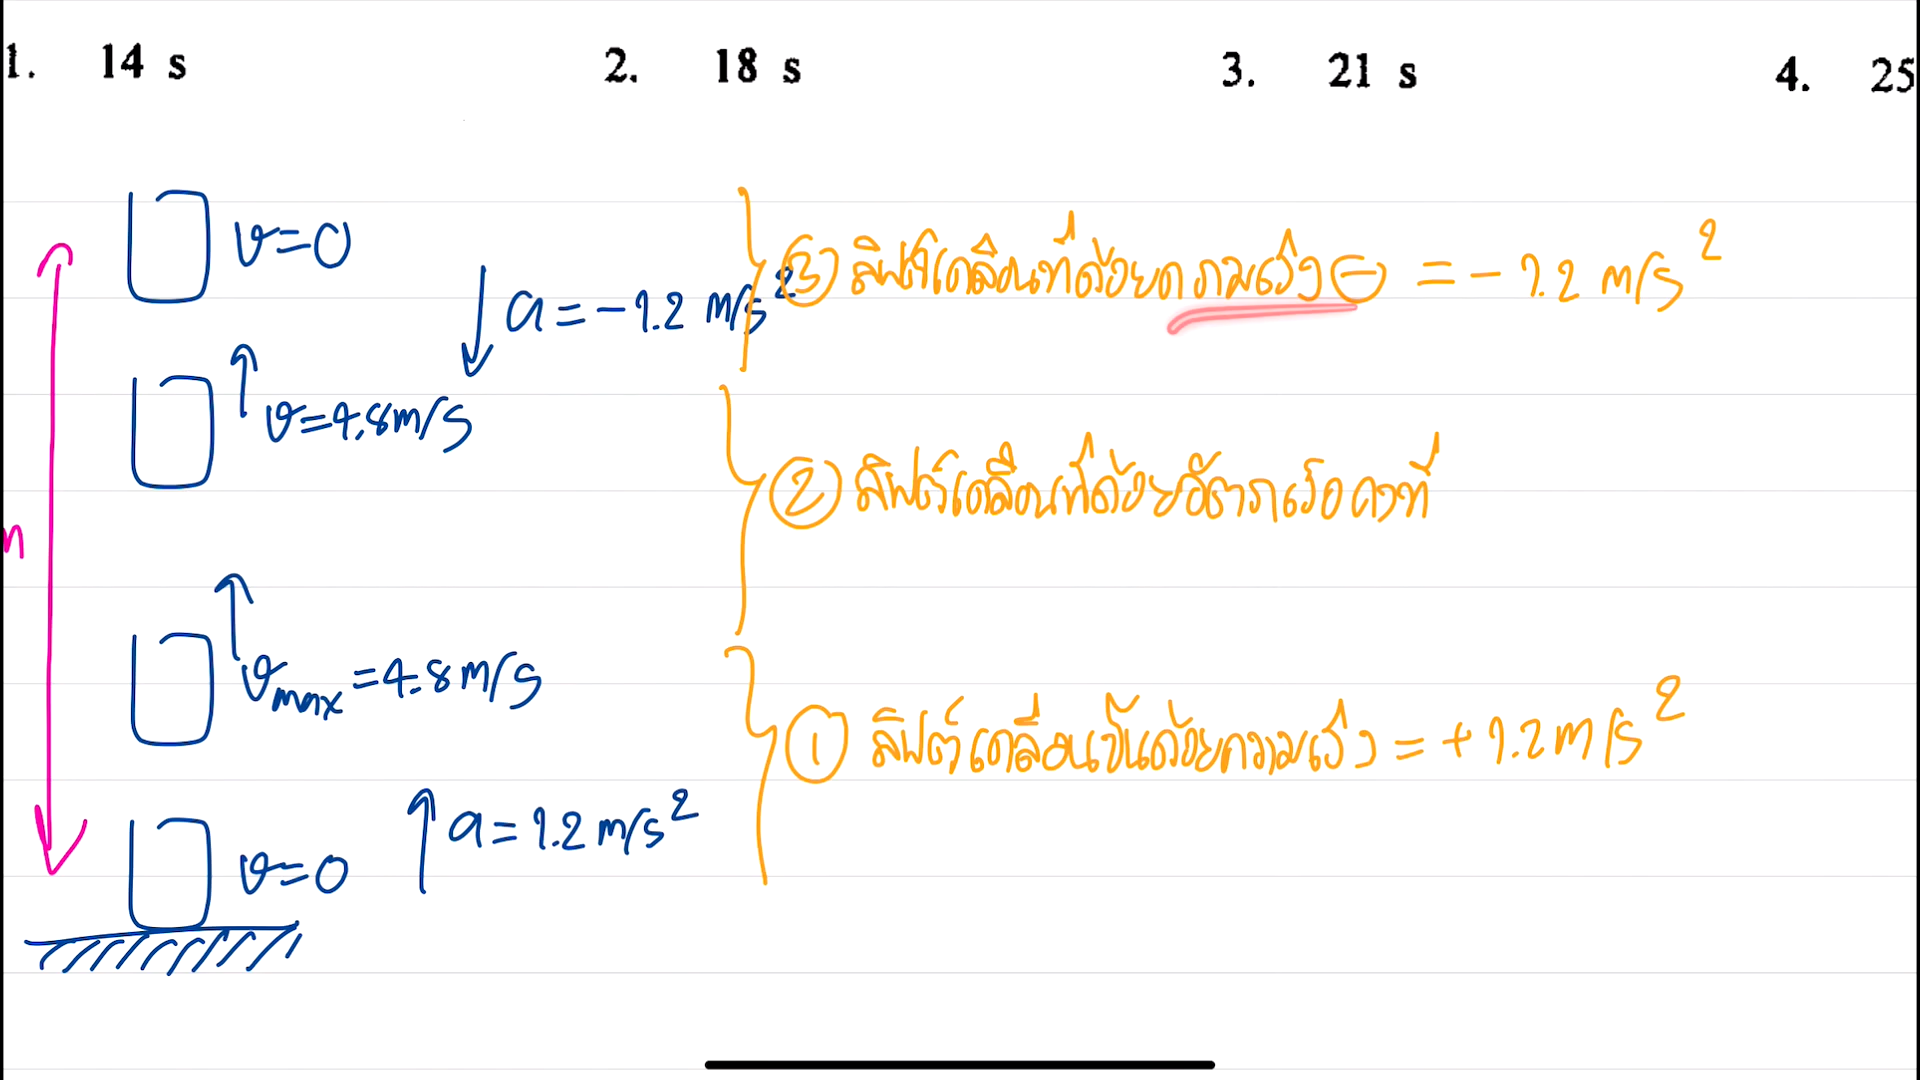 1. 14 s 2. 18 s 3. 21 s 4. 25
v=0
a=-1.2 m/s²
③ ลิฟต์เคลื่อนที่ด้วยความเร่ง ⊖ = -1.2 m/s²
v=4.8m/s
② ลิฟต์เคลื่อนที่ด้วยอัตราเร็วคงที่
m
vmax=4.8m/s
① ลิฟต์เคลื่อนขึ้นด้วยความเร่ง = +1.2 m/s²
a=1.2 m/s²
v=0